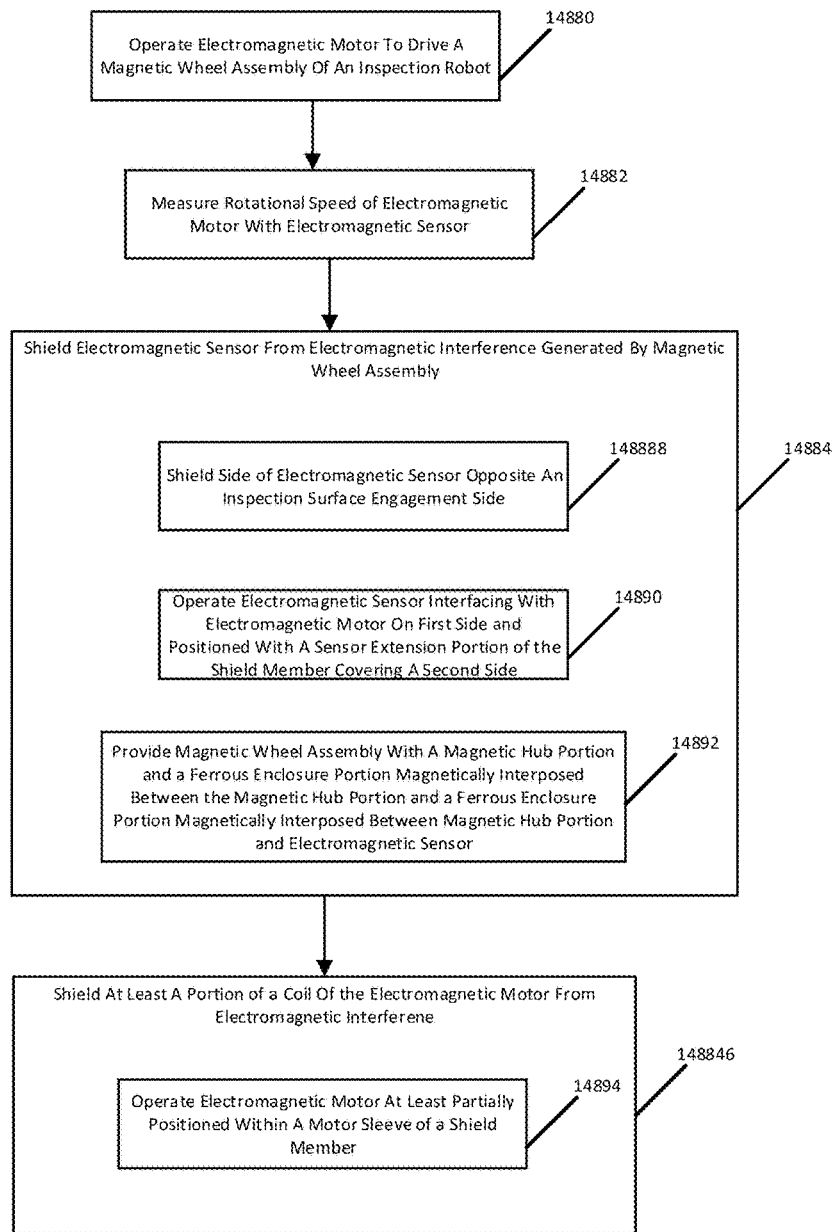 14880
Operate Electromagnetic Motor To Drive A
Magnetic Wheel Assembly Of An Inspection Robot
14882
Measure Rotational Speed of Electromagnetic
Motor With Electromagnetic Sensor
Shield Electromagnetic Sensor From Electromagnetic Interference Generated By Magnetic
Wheel Assembly
148888
14884
Shield Side of Electromagnetic Sensor Opposite An
Inspection Surface Engagement Side
14890
Operate Electromagnetic Sensor Interfacing With
Electromagnetic Motor On First Side and
Positioned With A Sensor Extension Portion of the
Shield Member Covering A Second Side
14892
Provide Magnetic Wheel Assembly With A Magnetic Hub Portion
and a Ferrous Enclosure Portion Magnetically Interposed
Between the Magnetic Hub Portion and a Ferrous Enclosure
Portion Magnetically Interposed Between Magnetic Hub Portion
and Electromagnetic Sensor
Shield At Least A Portion of a Coil Of the Electromagnetic Motor From
Electromagnetic Interferene
148846
14894
Operate Electromagnetic Motor At Least Partially
Positioned Within A Motor Sleeve of a Shield
Member